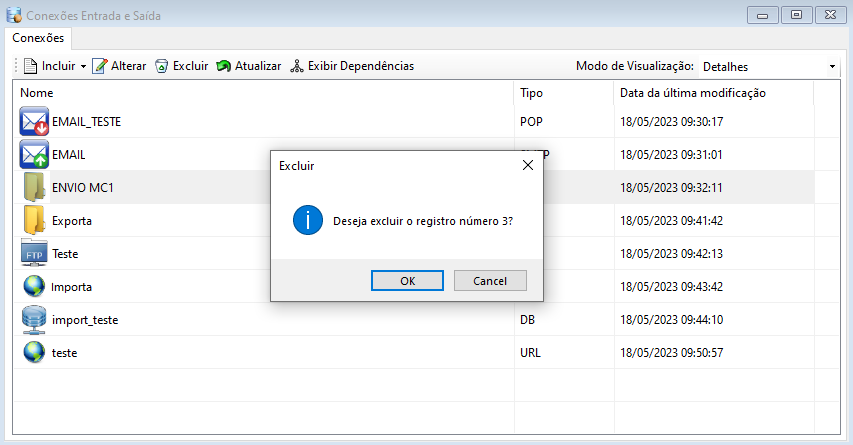 Conexões Entrada e Saída
Conexões
Incluir Alterar Excluir Atualizar Exibir Dependências Modo de Visualização: Detalhes
Nome Tipo Data da última modificação
EMAIL_TESTE POP 18/05/2023 09:30:17
EMAIL 18/05/2023 09:31:01
ENVIO MC1 18/05/2023 09:32:11
Exporta 18/05/2023 09:41:42
FTP Teste 18/05/2023 09:42:13
Importa 18/05/2023 09:43:42
import_teste DB 18/05/2023 09:44:10
teste URL 18/05/2023 09:50:57
Excluir
Deseja excluir o registro número 3?
OK Cancel